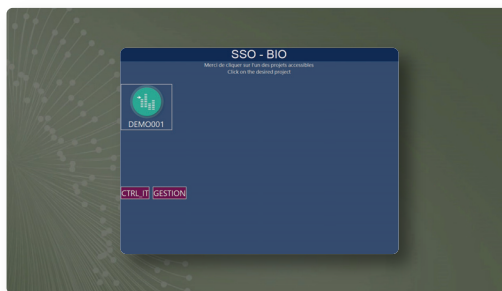 SSO - BIO
Merci de cliquer sur l'un des projets accessibles
Click on the desired project
DEMO001
CTRL_IT GESTION